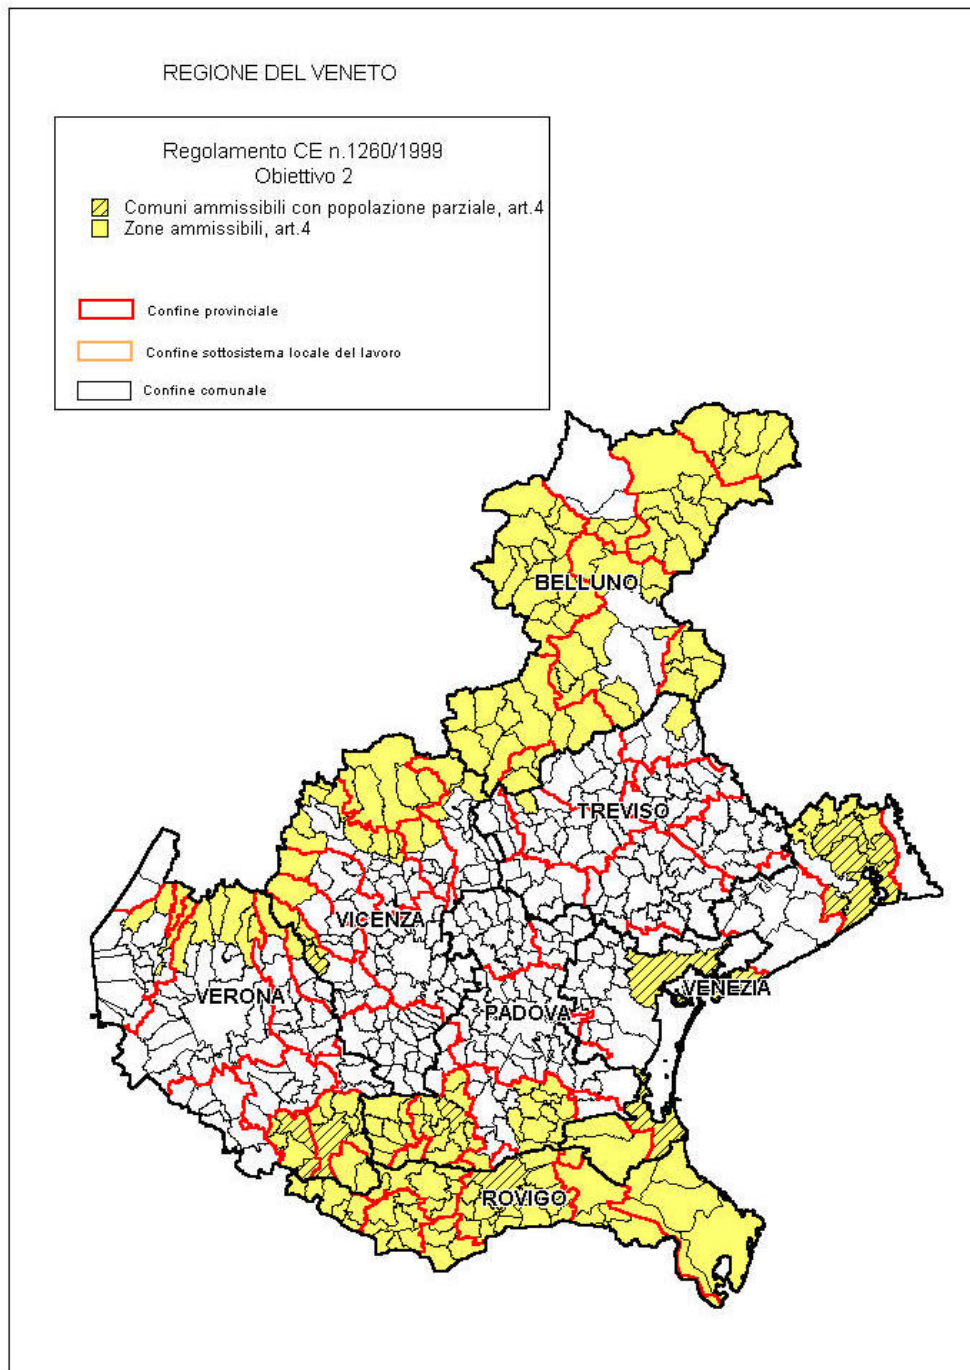 REGIONE DEL VENETO
Regolamento CE n.1260/1999
Obiettivo 2
Comuni ammissibili con popolazione parziale, art.4
Zone ammissibili, art.4
Confine provinciale
Confine sottosistema locale del lavoro
Confine comunale
BELLUNO
TREVISO
VICENZA
VENEZIA
VERONA
PADOVA
ROVIGO